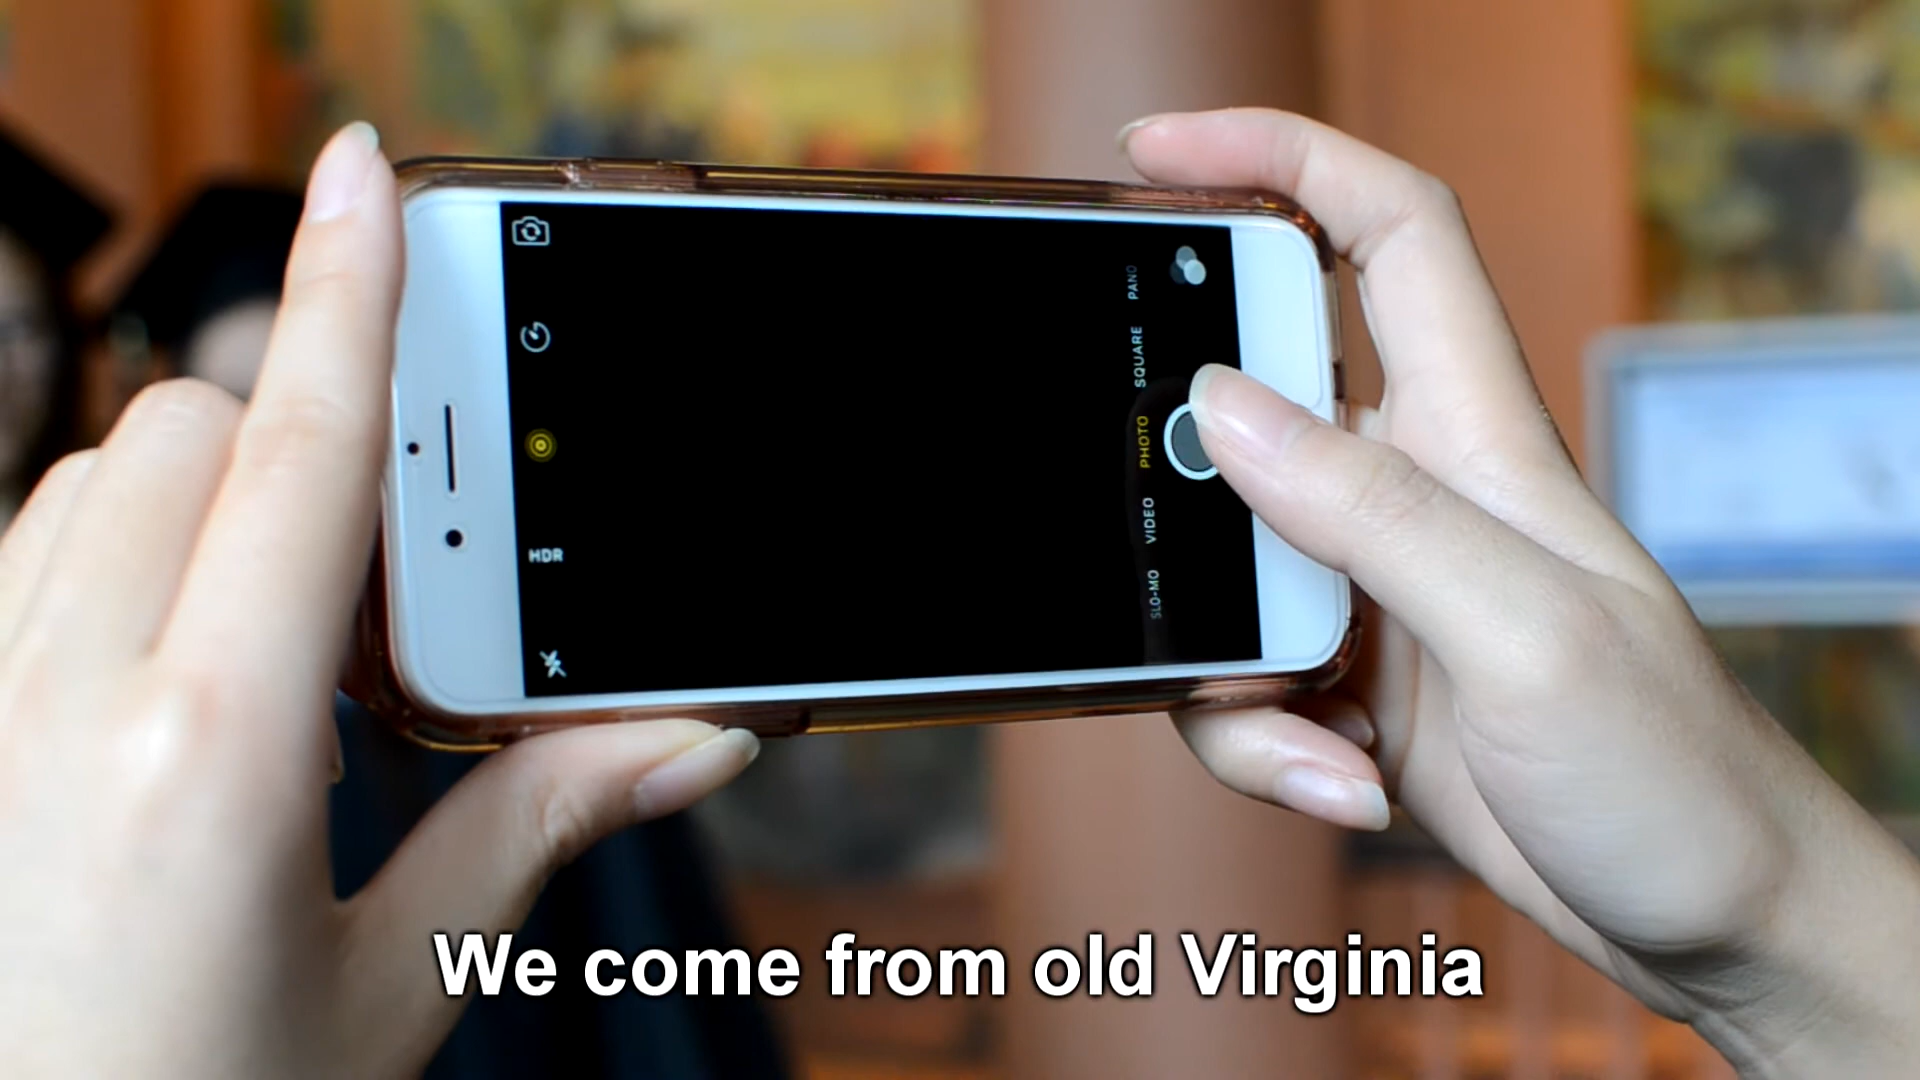 PANO
SQUARE
PHOTO
VIDEO
SLO-MO
HDR
We come from old Virginia